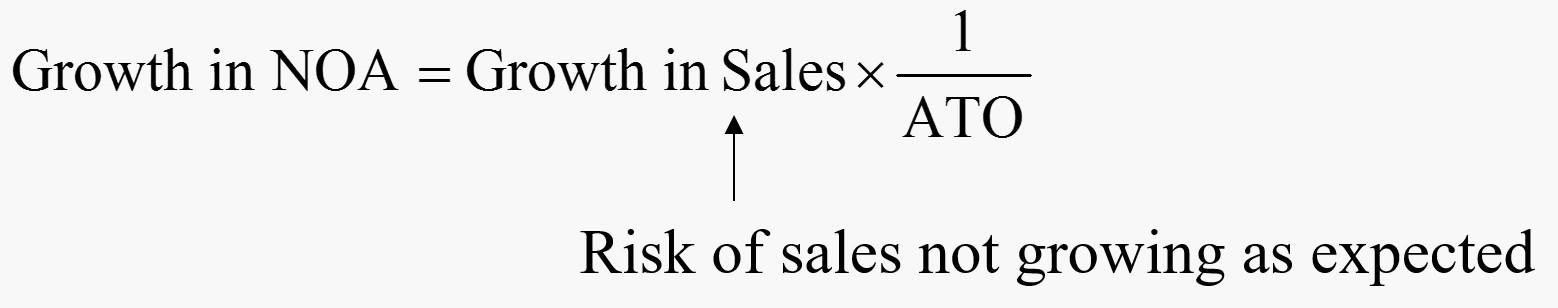 Growth in NOA = Growth in Sales × 1/ATO
Risk of sales not growing as expected